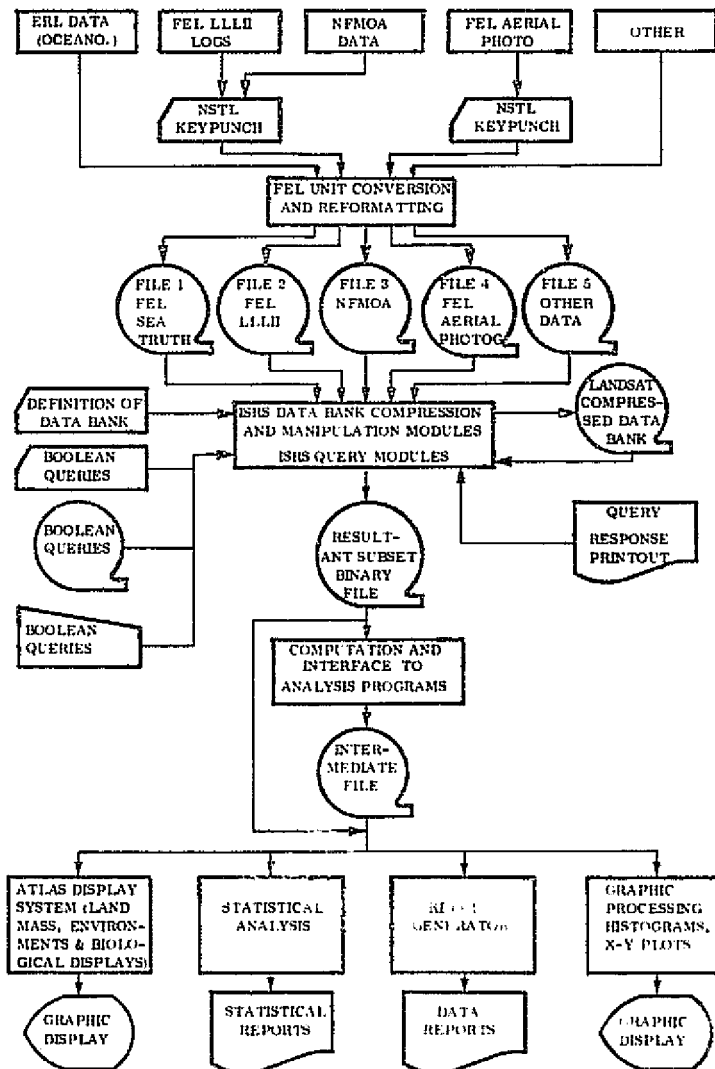 ERL DATA
(OCEANO.)
FEL LLLII
LOGS
NFMOA
DATA
FEL AERIAL
PHOTO
OTHER
NSTL
KEYPUNCH
NSTL
KEYPUNCH
FEL UNIT CONVERSION
AND REFORMATTING
FILE 1
FEL
SEA
TRUTH
FILE 2
FEL
LLLII
FILE 3
NFMOA
FILE 4
FEL
AERIAL
PHOTOG
FILE 5
OTHER
DATA
DEFINITION OF
DATA BANK
ISRS DATA BANK COMPRESSION
AND MANIPULATION MODULES
ISRS QUERY MODULES
LANDSAT
COMPRES-
SED DATA
BANK
BOOLEAN
QUERIES
BOOLEAN
QUERIES
BOOLEAN
QUERIES
RESULT-
ANT SUBSET
BINARY
FILE
QUERY
RESPONSE
PRINTOUT
COMPUTATION AND
INTERFACE TO
ANALYSIS PROGRAMS
INTER-
MEDIATE
FILE
ATLAS DISPLAY
SYSTEM (LAND
MASS, ENVIRON-
MENTS & BIOLO-
GICAL DISPLAYS)
STATISTICAL
ANALYSIS
GENERATOR
GRAPHIC
PROCESSING
HISTOGRAMS,
X-Y PLOTS
GRAPHIC
DISPLAY
STATISTICAL
REPORTS
DATA
REPORTS
GRAPHIC
DISPLAY